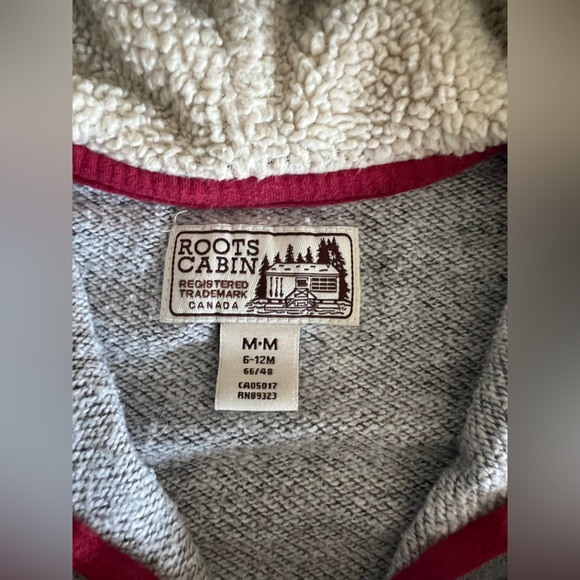 ROOTS
CABIN
REGISTERED
TRADEMARK
CANADA
M•M
6-12M
66/48
CA05017
RN89323